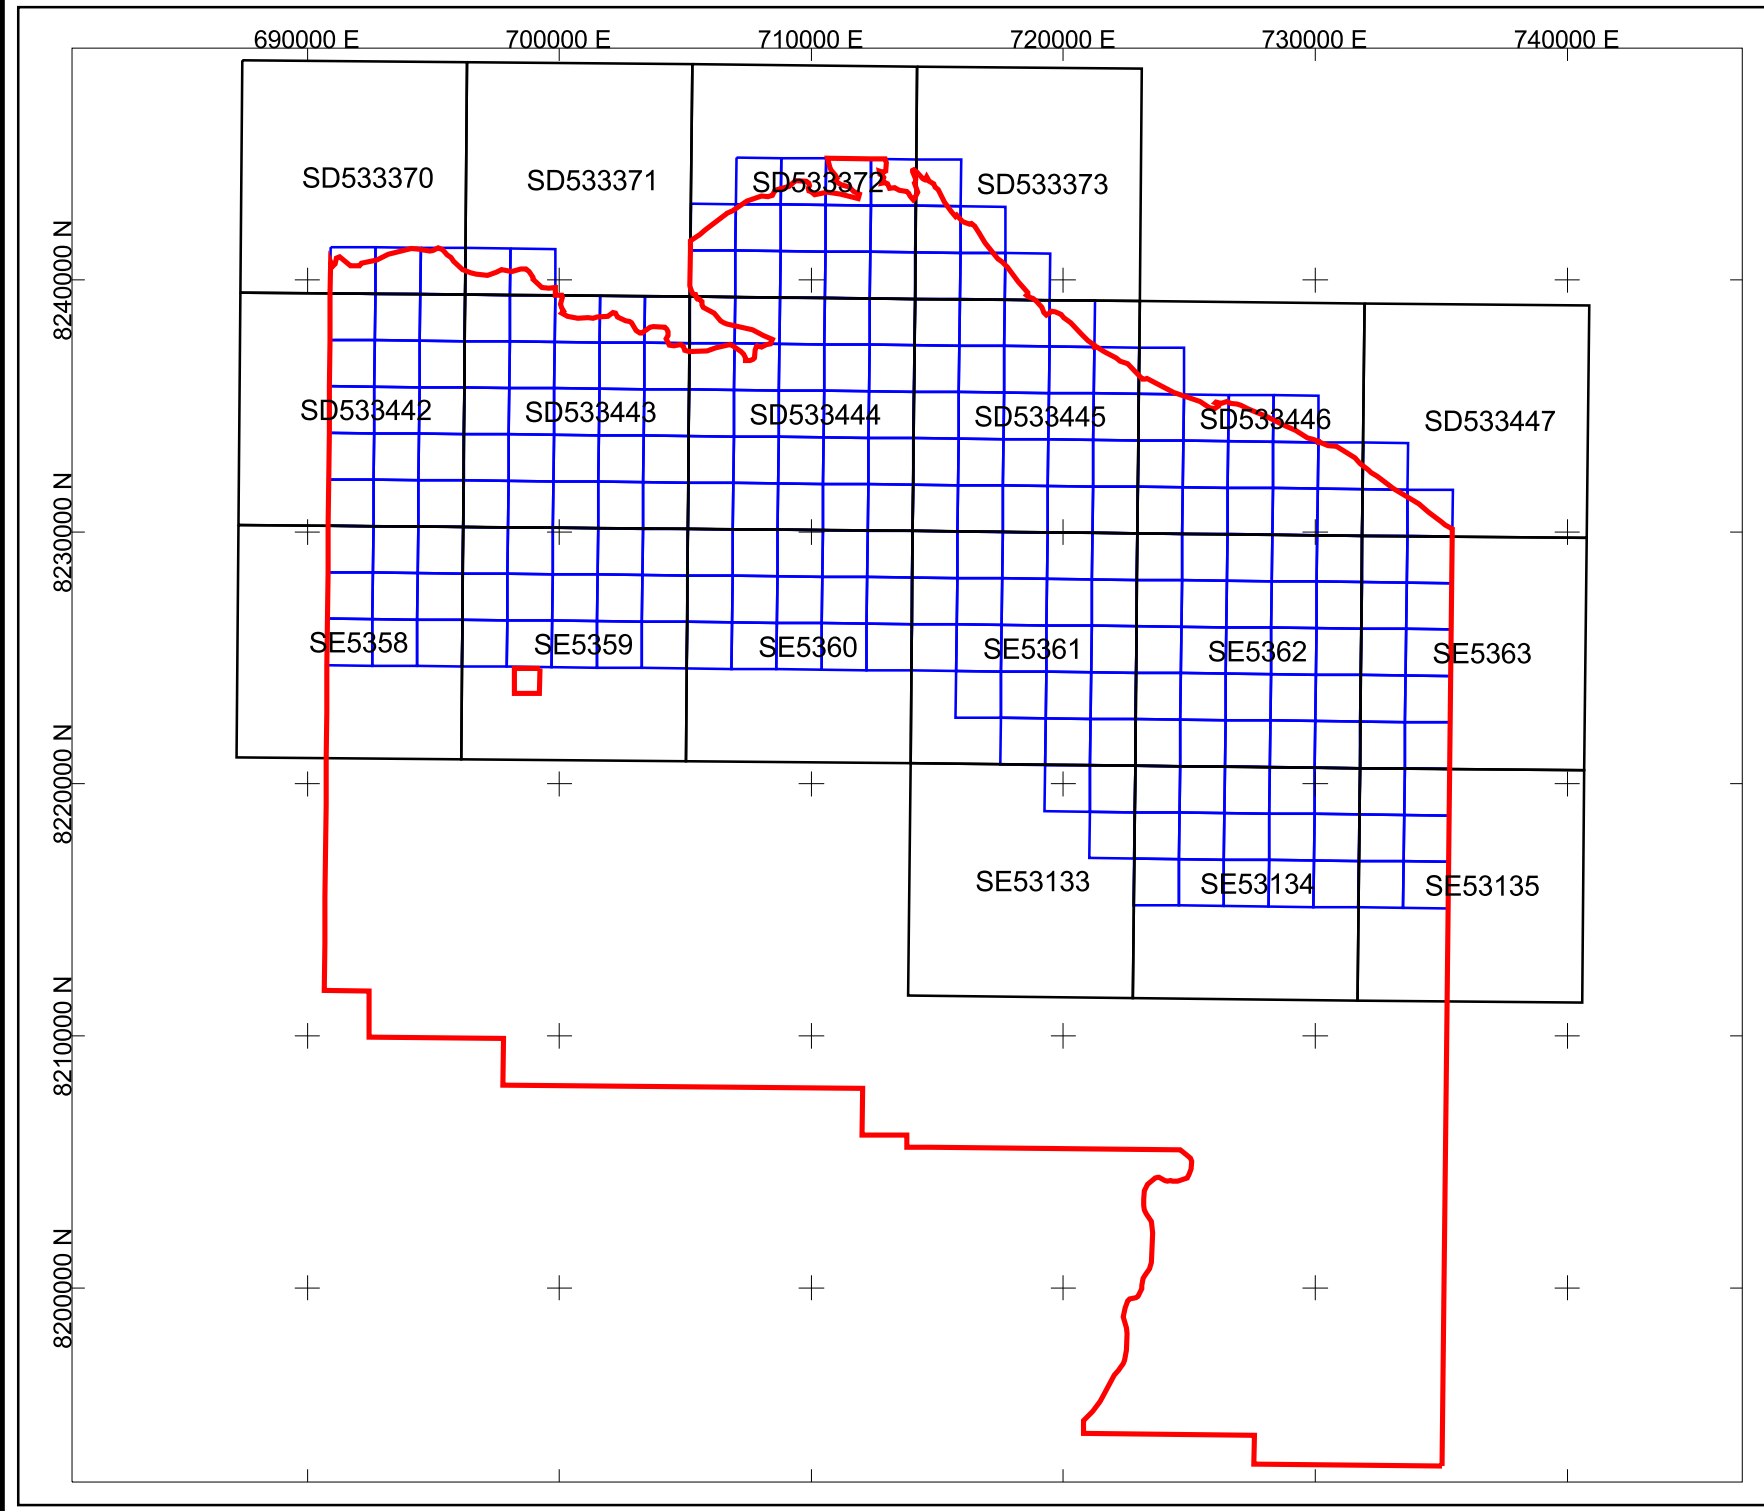 690000 E 700000 E 710000 E 720000 E 730000 E 740000 E
SD533370 SD533371 SD533372 SD533373
8240000 N
SD533442 SD533443 SD533444 SD533445 SD533446 SD533447
8230000 N
SE5358 SE5359 SE5360 SE5361 SE5362 SE5363
8220000 N
SE53133 SE53134 SE53135
8210000 N
8200000 N